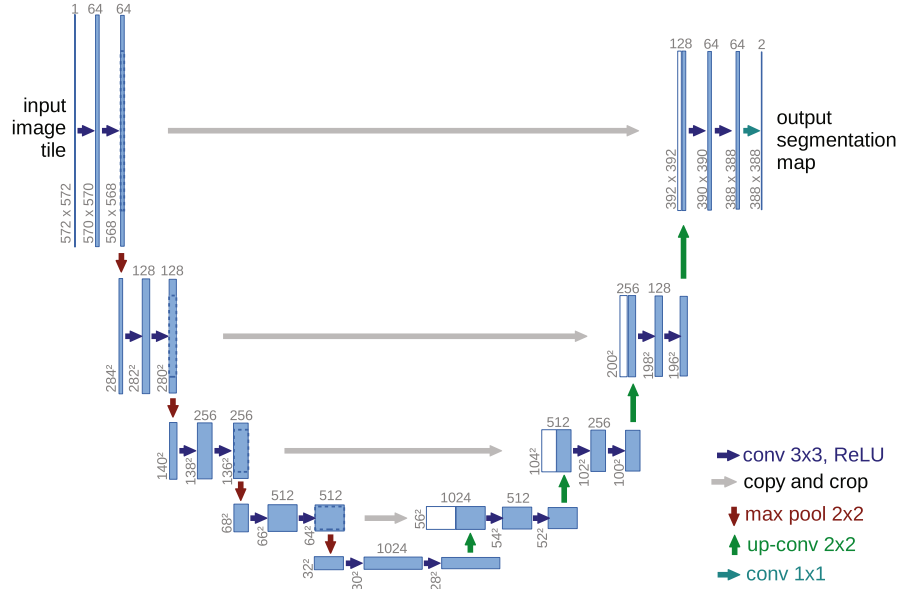 1 64 64
input
image
tile
572 x 572
570 x 570
568 x 568
128 64 64 2
output
segmentation
map
392 x 392
390 x 390
388 x 388
388 x 388
128 128
284²
282²
280²
256 128
200²
198²
196²
256 256
140²
138²
136²
512 256
104²
102²
100²
512 512
68²
66²
64²
1024 512
56²
54²
52²
1024
32²
30²
28²
conv 3x3, ReLU
copy and crop
max pool 2x2
up-conv 2x2
conv 1x1